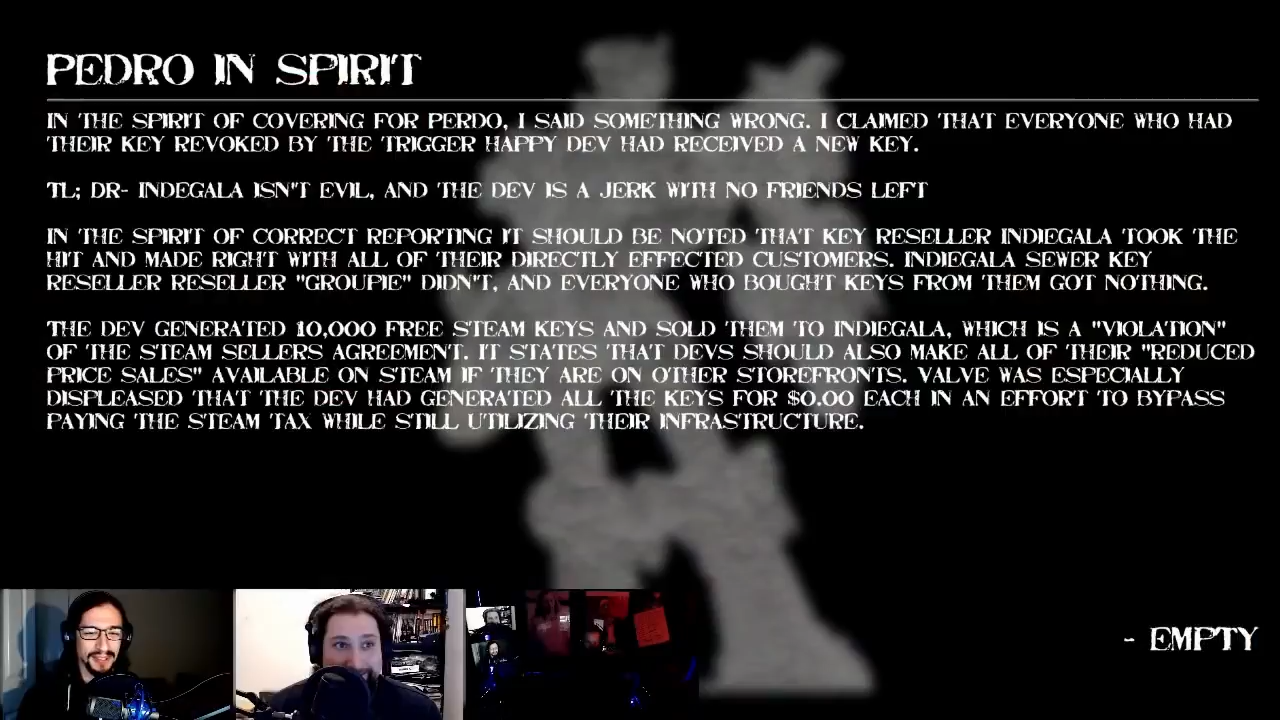 PEDRO IN SPIRIT
IN THE SPIRIT OF COVERING FOR PERDO, I SAID SOMETHING WRONG. I CLAIMED THAT EVERYONE WHO HAD
THEIR KEY REVOKED BY THE TRIGGER HAPPY DEV HAD RECEIVED A NEW KEY.
TL; DR- INDEGALA ISN'T EVIL, AND THE DEV IS A JERK WITH NO FRIENDS LEFT
IN THE SPIRIT OF CORRECT REPORTING IT SHOULD BE NOTED THAT KEY RESELLER INDIEGALA TOOK THE
HIT AND MADE RIGHT WITH ALL OF THEIR DIRECTLY EFFECTED CUSTOMERS. INDIEGALA SEWER KEY
RESELLER RESELLER "GROUPIE" DIDN'T, AND EVERYONE WHO BOUGHT KEYS FROM THEM GOT NOTHING.
THE DEV GENERATED 10,000 FREE STEAM KEYS AND SOLD THEM TO INDIEGALA, WHICH IS A "VIOLATION"
OF THE STEAM SELLERS AGREEMENT. IT STATES THAT DEVS SHOULD ALSO MAKE ALL OF THEIR "REDUCED
PRICE SALES" AVAILABLE ON STEAM IF THEY ARE ON OTHER STOREFRONTS. VALVE WAS ESPECIALLY
DISPLEASED THAT THE DEV HAD GENERATED ALL THE KEYS FOR $0.00 EACH IN AN EFFORT TO BYPASS
PAYING THE STEAM TAX WHILE STILL UTILIZING THEIR INFRASTRUCTURE.
- EMPTY